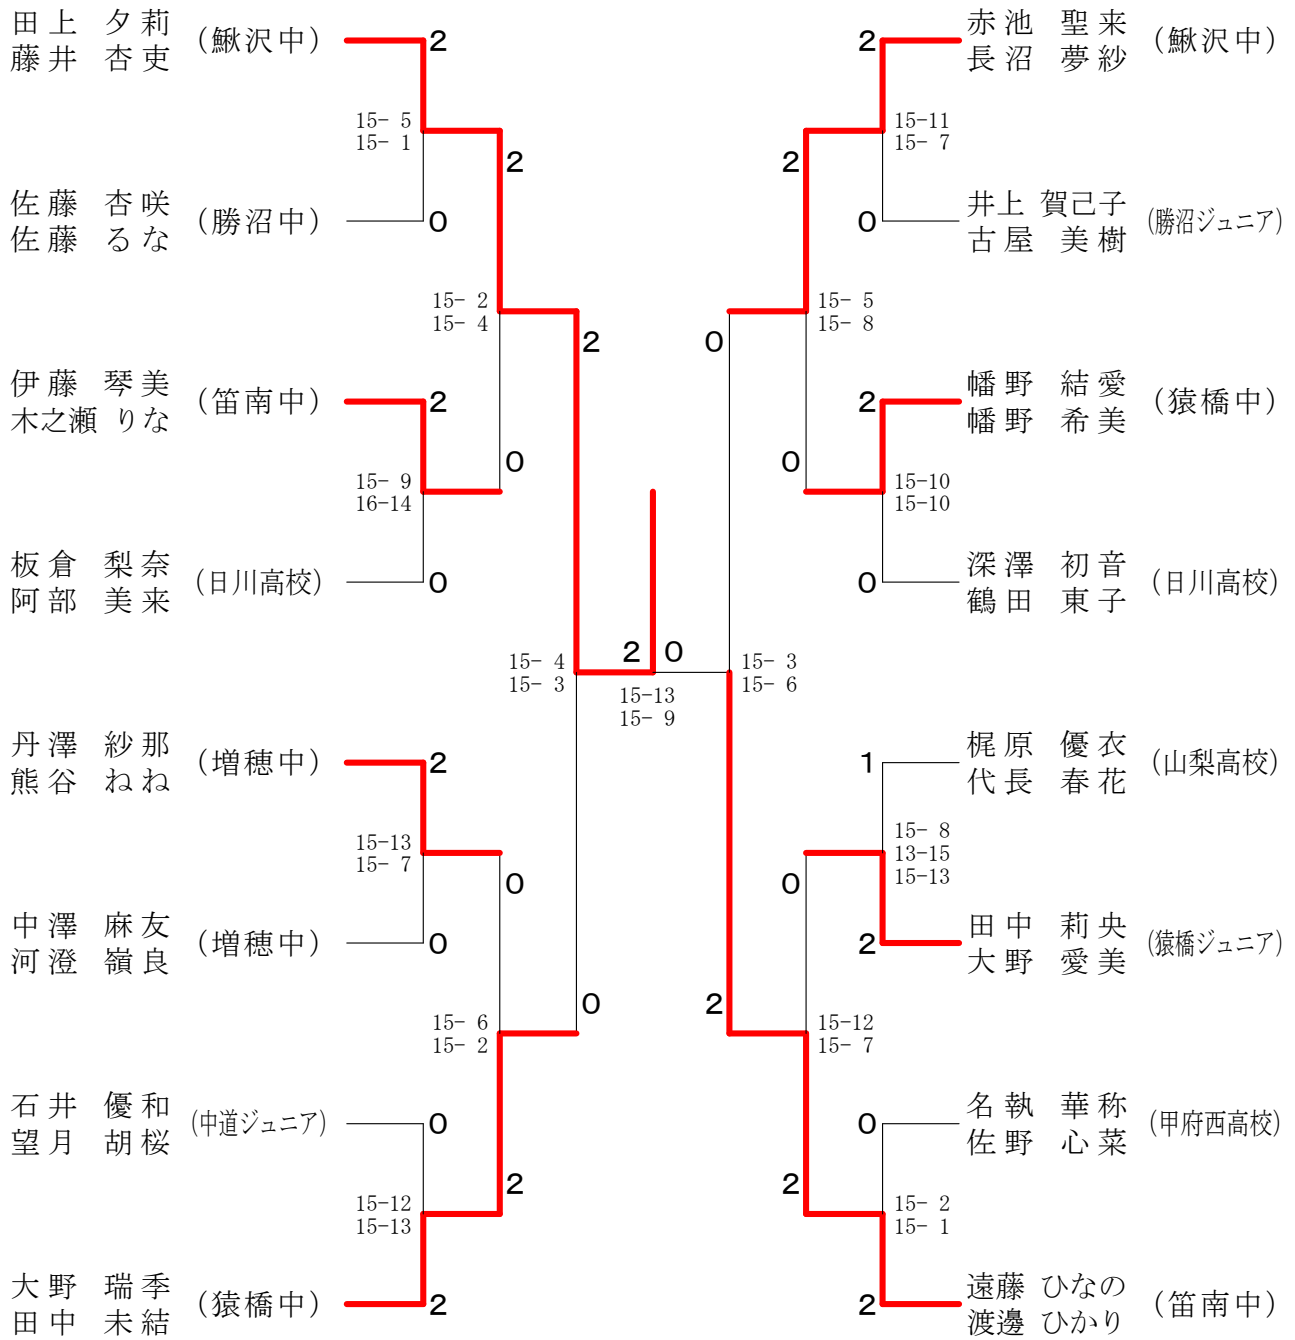 田上 夕莉
藤井 杏吏
(鰍沢中)
2
15- 5
15- 1
佐藤 杏咲
佐藤 るな
(勝沼中)
0
2
15- 2
15- 4
伊藤 琴美
木之瀬 りな
(笛南中)
2
0
15- 9
16-14
板倉 梨奈
阿部 美来
(日川高校)
0
2
15- 4
15- 3
丹澤 紗那
熊谷 ねね
(増穂中)
2
15-13
15- 7
0
中澤 麻友
河澄 嶺良
(増穂中)
0
15- 6
15- 2
0
石井 優和
望月 胡桜
(中道ジュニア)
0
15-12
15-13
2
大野 瑞季
田中 未結
(猿橋中)
2
2 0
15-13
15- 9
赤池 聖来
長沼 夢紗
(鰍沢中)
2
15-11
15- 7
2
井上 賀己子
古屋 美樹
(勝沼ジュニア)
0
15- 5
15- 8
0
幡野 結愛
幡野 希美
(猿橋中)
2
0
15-10
15-10
深澤 初音
鶴田 東子
(日川高校)
0
15- 3
15- 6
梶原 優衣
代長 春花
(山梨高校)
1
15- 8
13-15
15-13
0
田中 莉央
大野 愛美
(猿橋ジュニア)
2
2
15-12
15- 7
名執 華称
佐野 心菜
(甲府西高校)
0
2
15- 2
15- 1
遠藤 ひなの
渡邊 ひかり
(笛南中)
2